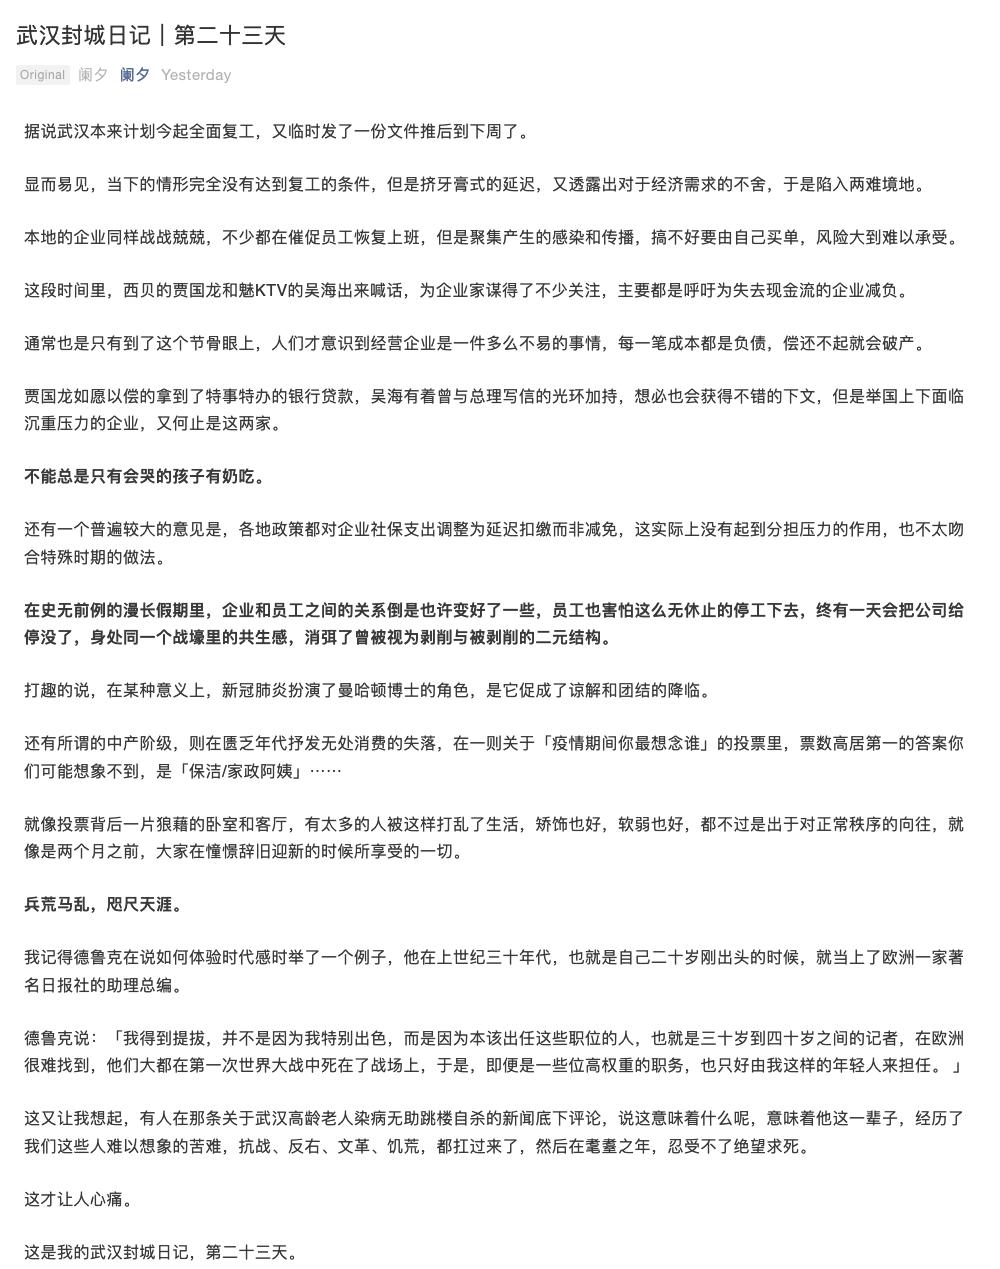 武汉封城日记 | 第二十三天
Original 阑夕 阑夕 Yesterday
据说武汉本来计划今起全面复工，又临时发了一份文件推后到下周了。
显而易见，当下的情形完全没有达到复工的条件，但是挤牙膏式的延迟，又透露出对于经济需求的不舍，于是陷入两难境地。
本地的企业同样战战兢兢，不少都在催促员工恢复上班，但是聚集产生的感染和传播，搞不好要由自己买单，风险大到难以承受。
这段时间里，西贝的贾国龙和魅KTV的吴海出来喊话，为企业家谋得了不少关注，主要都是呼吁为失去现金流的企业减负。
通常也是只有到了这个节骨眼上，人们才意识到经营企业是一件多么不易的事情，每一笔成本都是负债，偿还不起就会破产。
贾国龙如愿以偿的拿到了特事特办的银行贷款，吴海有着曾与总理写信的光环加持，想必也会获得不错的下文，但是举国上下面临
沉重压力的企业，又何止是这两家。
不能总是只有会哭的孩子有奶吃。
还有一个普遍较大的意见是，各地政策都对企业社保支出调整为延迟扣缴而非减免，这实际上没有起到分担压力的作用，也不太吻
合特殊时期的做法。
在史无前例的漫长假期里，企业和员工之间的关系倒是也许变好了一些，员工也害怕这么无休止的停工下去，终有一天会把公司给
停没了，身处同一个战壕里的共生感，消弭了曾被视为剥削与被剥削的二元结构。
打趣的说，在某种意义上，新冠肺炎扮演了曼哈顿博士的角色，是它促成了谅解和团结的降临。
还有所谓的中产阶级，则在匮乏年代抒发无处消费的失落，在一则关于「疫情期间你最想念谁」的投票里，票数高居第一的答案你
们可能想象不到，是「保洁/家政阿姨」……
就像投票背后一片狼藉的卧室和客厅，有太多的人被这样打乱了生活，矫饰也好，软弱也好，都不过是出于对正常秩序的向往，就
像是两个月之前，大家在憧憬辞旧迎新的时候所享受的一切。
兵荒马乱，咫尺天涯。
我记得德鲁克在说如何体验时代感时举了一个例子，他在上世纪三十年代，也就是自己二十岁刚出头的时候，就当上了欧洲一家著
名日报社的助理总编。
德鲁克说：「我得到提拔，并不是因为我特别出色，而是因为本该出任这些职位的人，也就是三十岁到四十岁之间的记者，在欧洲
很难找到，他们大都在第一次世界大战中死在了战场上，于是，即便是一些位高权重的职务，也只好由我这样的年轻人来担任。」
这又让我想起，有人在那条关于武汉高龄老人染病无助跳楼自杀的新闻底下评论，说这意味着什么呢，意味着他这一辈子，经历了
我们这些人难以想象的苦难，抗战、反右、文革、饥荒，都扛过来了，然后在耄耋之年，忍受不了绝望求死。
这才让人心痛。
这是我的武汉封城日记，第二十三天。